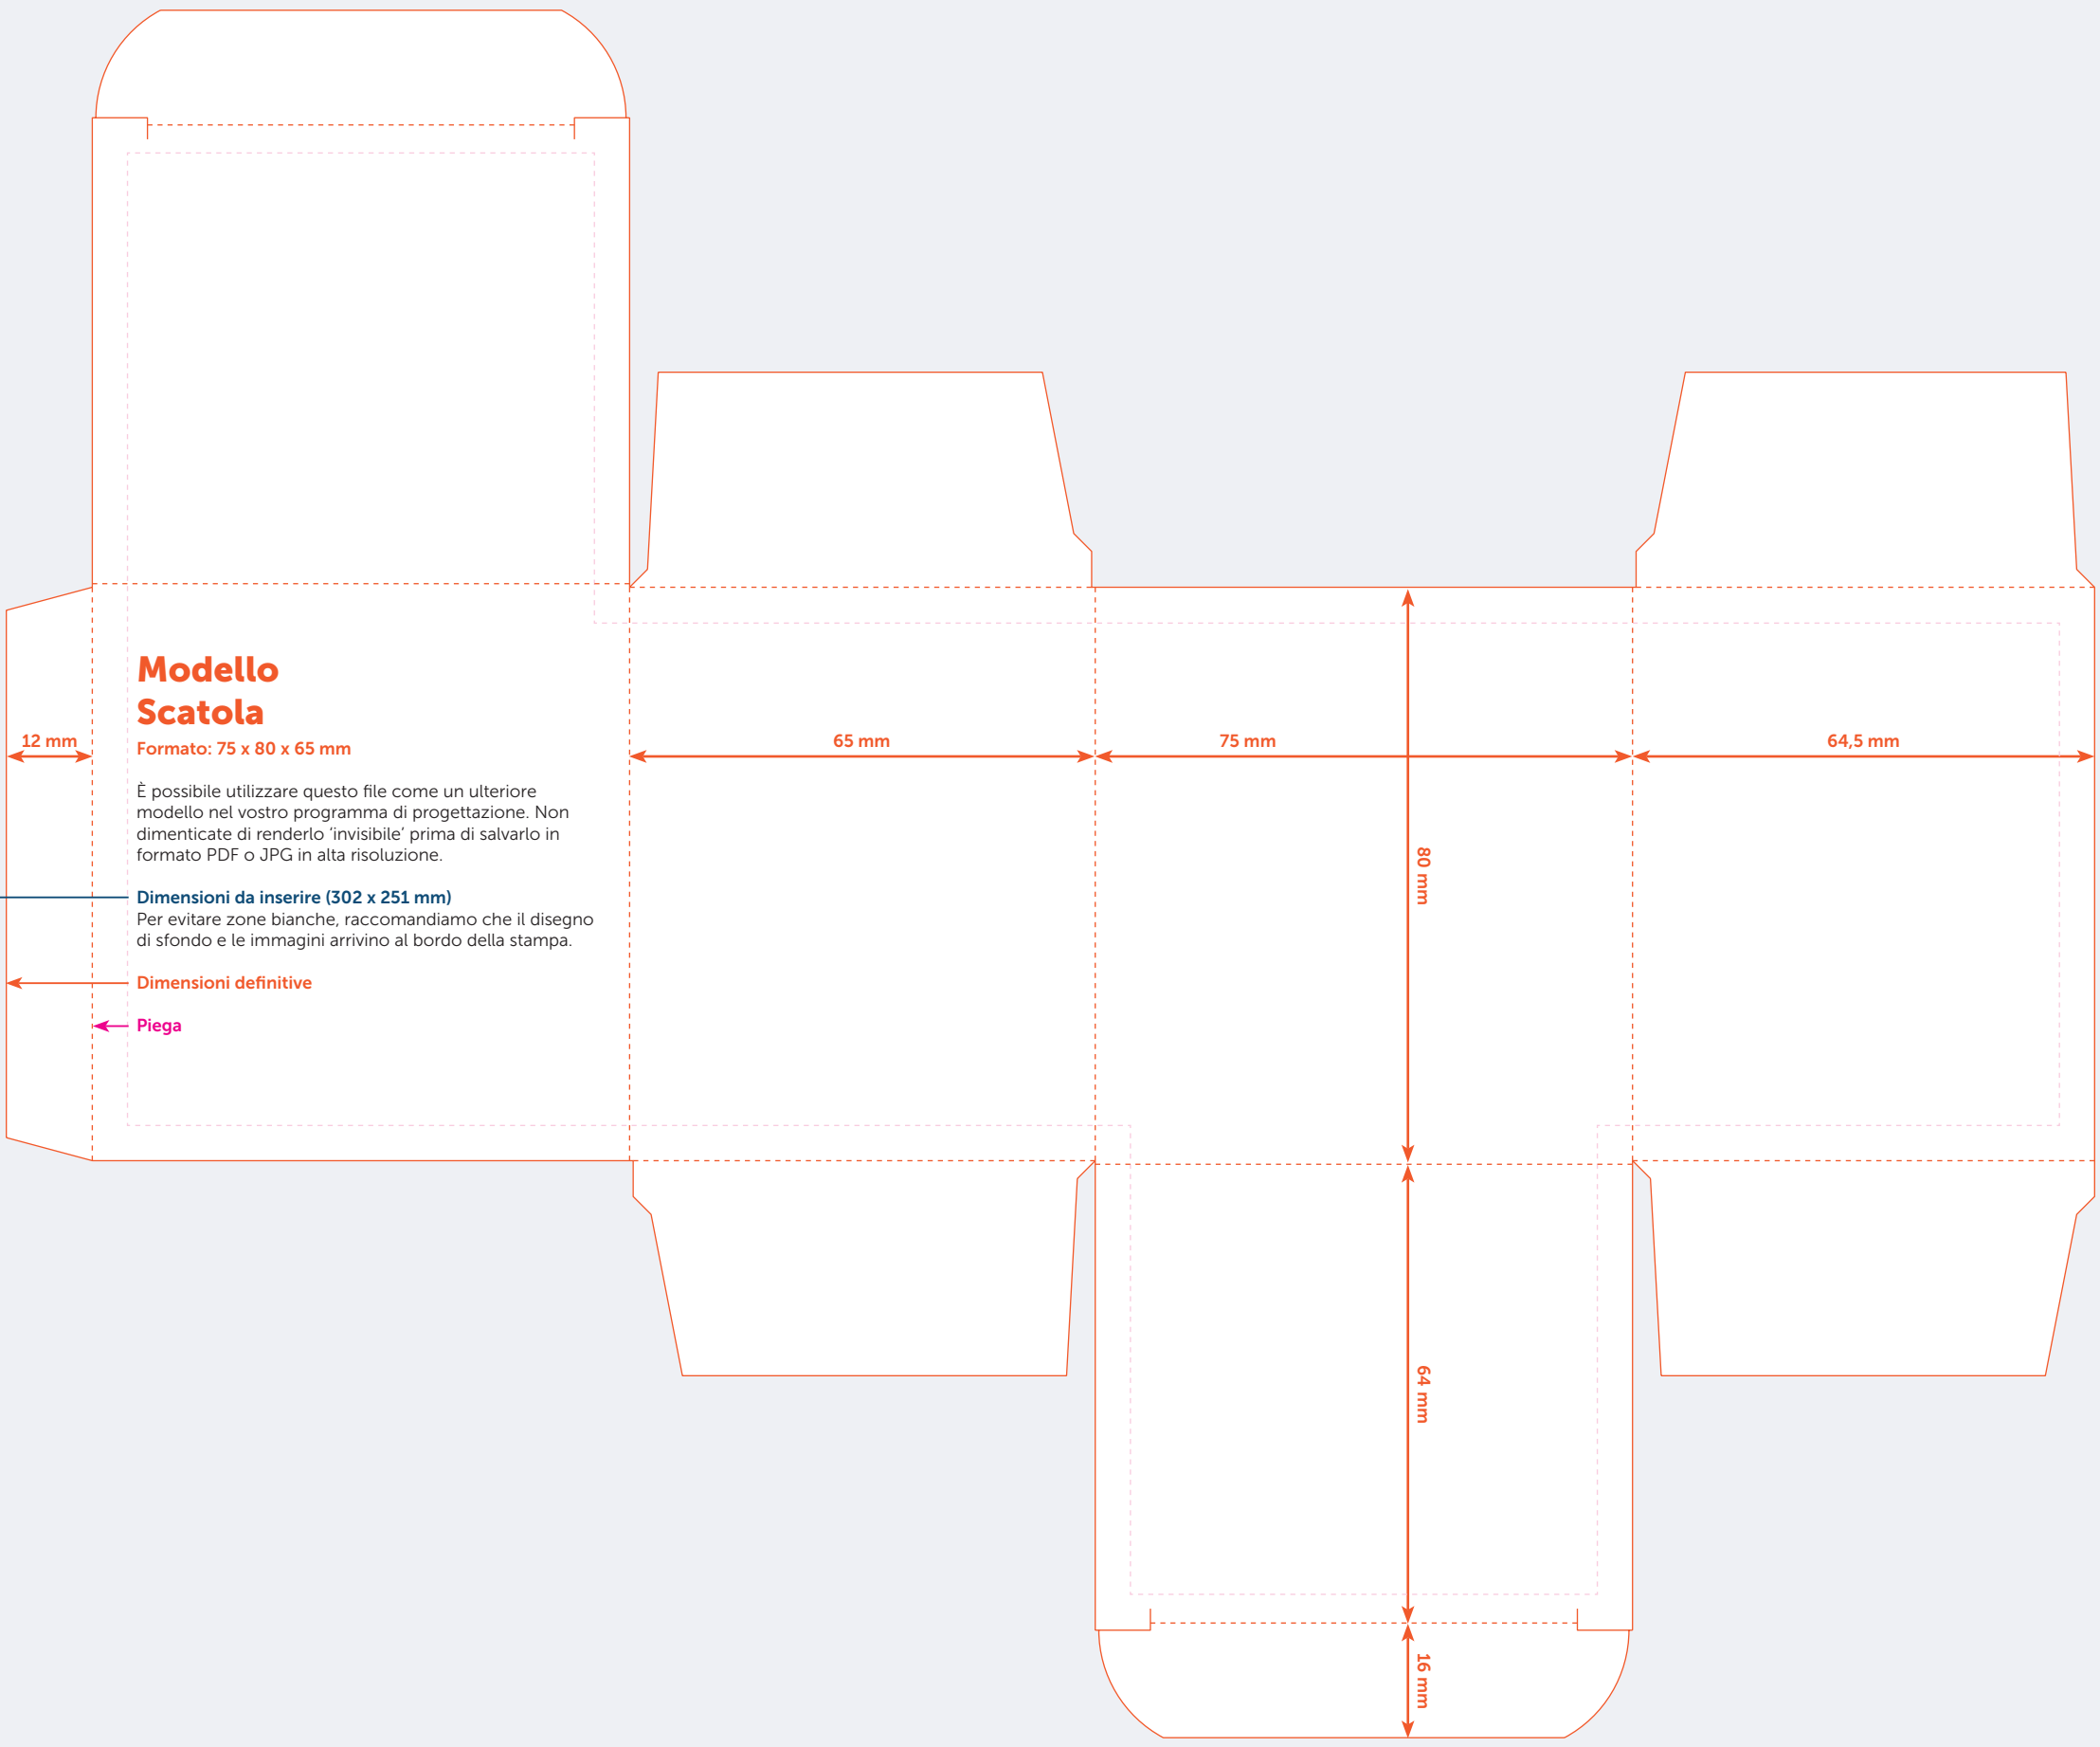 Modello
Scatola
Formato: 75 x 80 x 65 mm
È possibile utilizzare questo file come un ulteriore
modello nel vostro programma di progettazione. Non
dimenticate di renderlo ‘invisibile’ prima di salvarlo in
formato PDF o JPG in alta risoluzione.
Dimensioni da inserire (302 x 251 mm)
Per evitare zone bianche, raccomandiamo che il disegno
di sfondo e le immagini arrivino al bordo della stampa.
Dimensioni definitive
Piega
12 mm
65 mm
75 mm
64,5 mm
80 mm
64 mm
16 mm